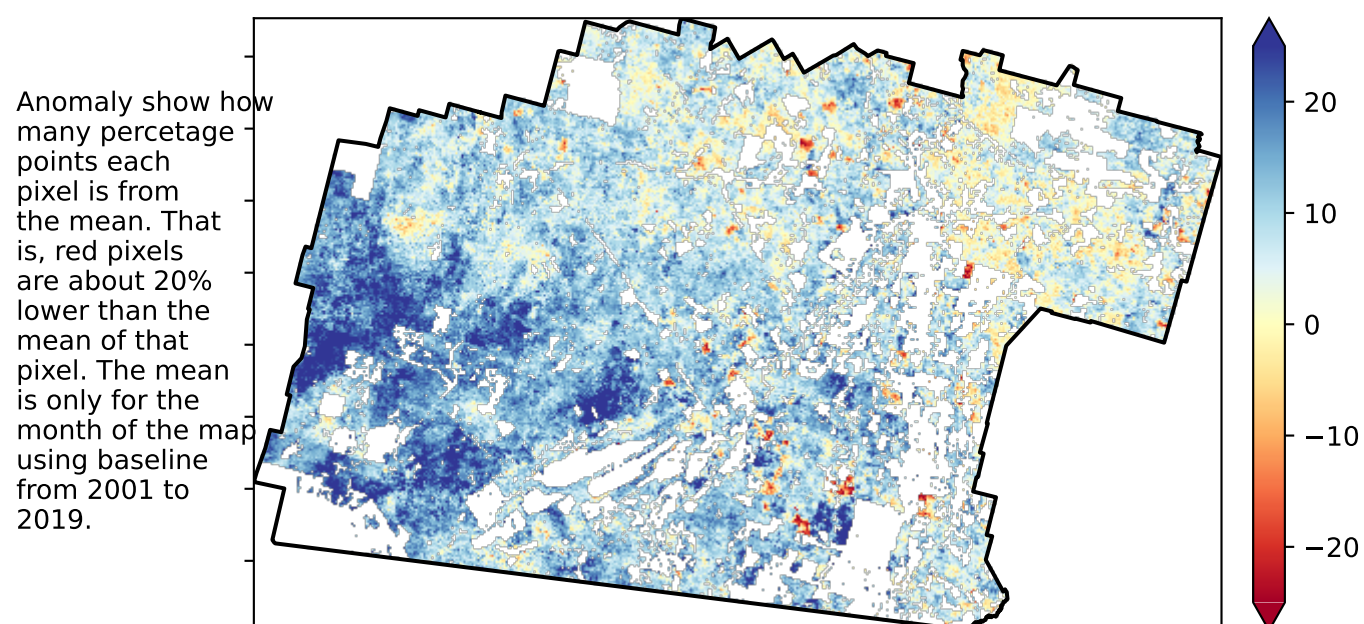 Anomaly show how
many percetage
points each
pixel is from
the mean. That
is, red pixels
are about 20%
lower than the
mean of that
pixel. The mean
is only for the
month of the map
using baseline
from 2001 to
2019.
20
10
0
−10
−20